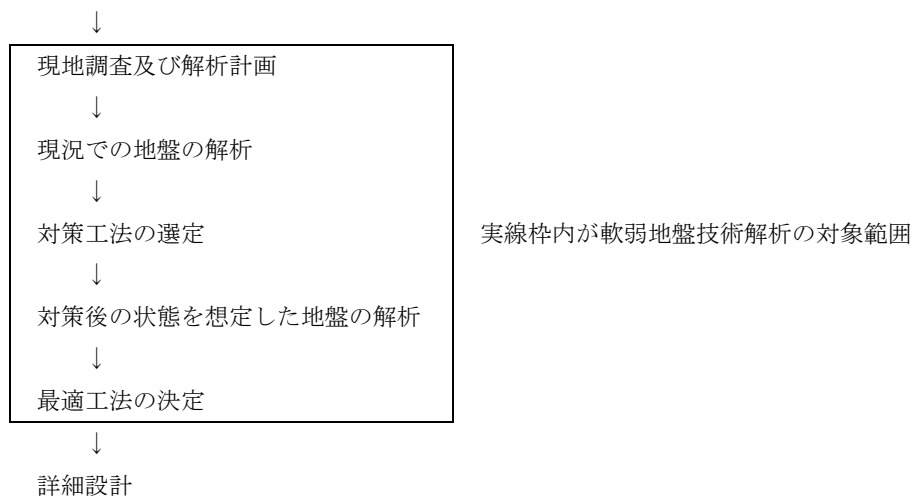 ↓
現地調査及び解析計画
↓
現況での地盤の解析
↓
対策工法の選定
実線枠内が軟弱地盤技術解析の対象範囲
↓
対策後の状態を想定した地盤の解析
↓
最適工法の決定
↓
詳細設計